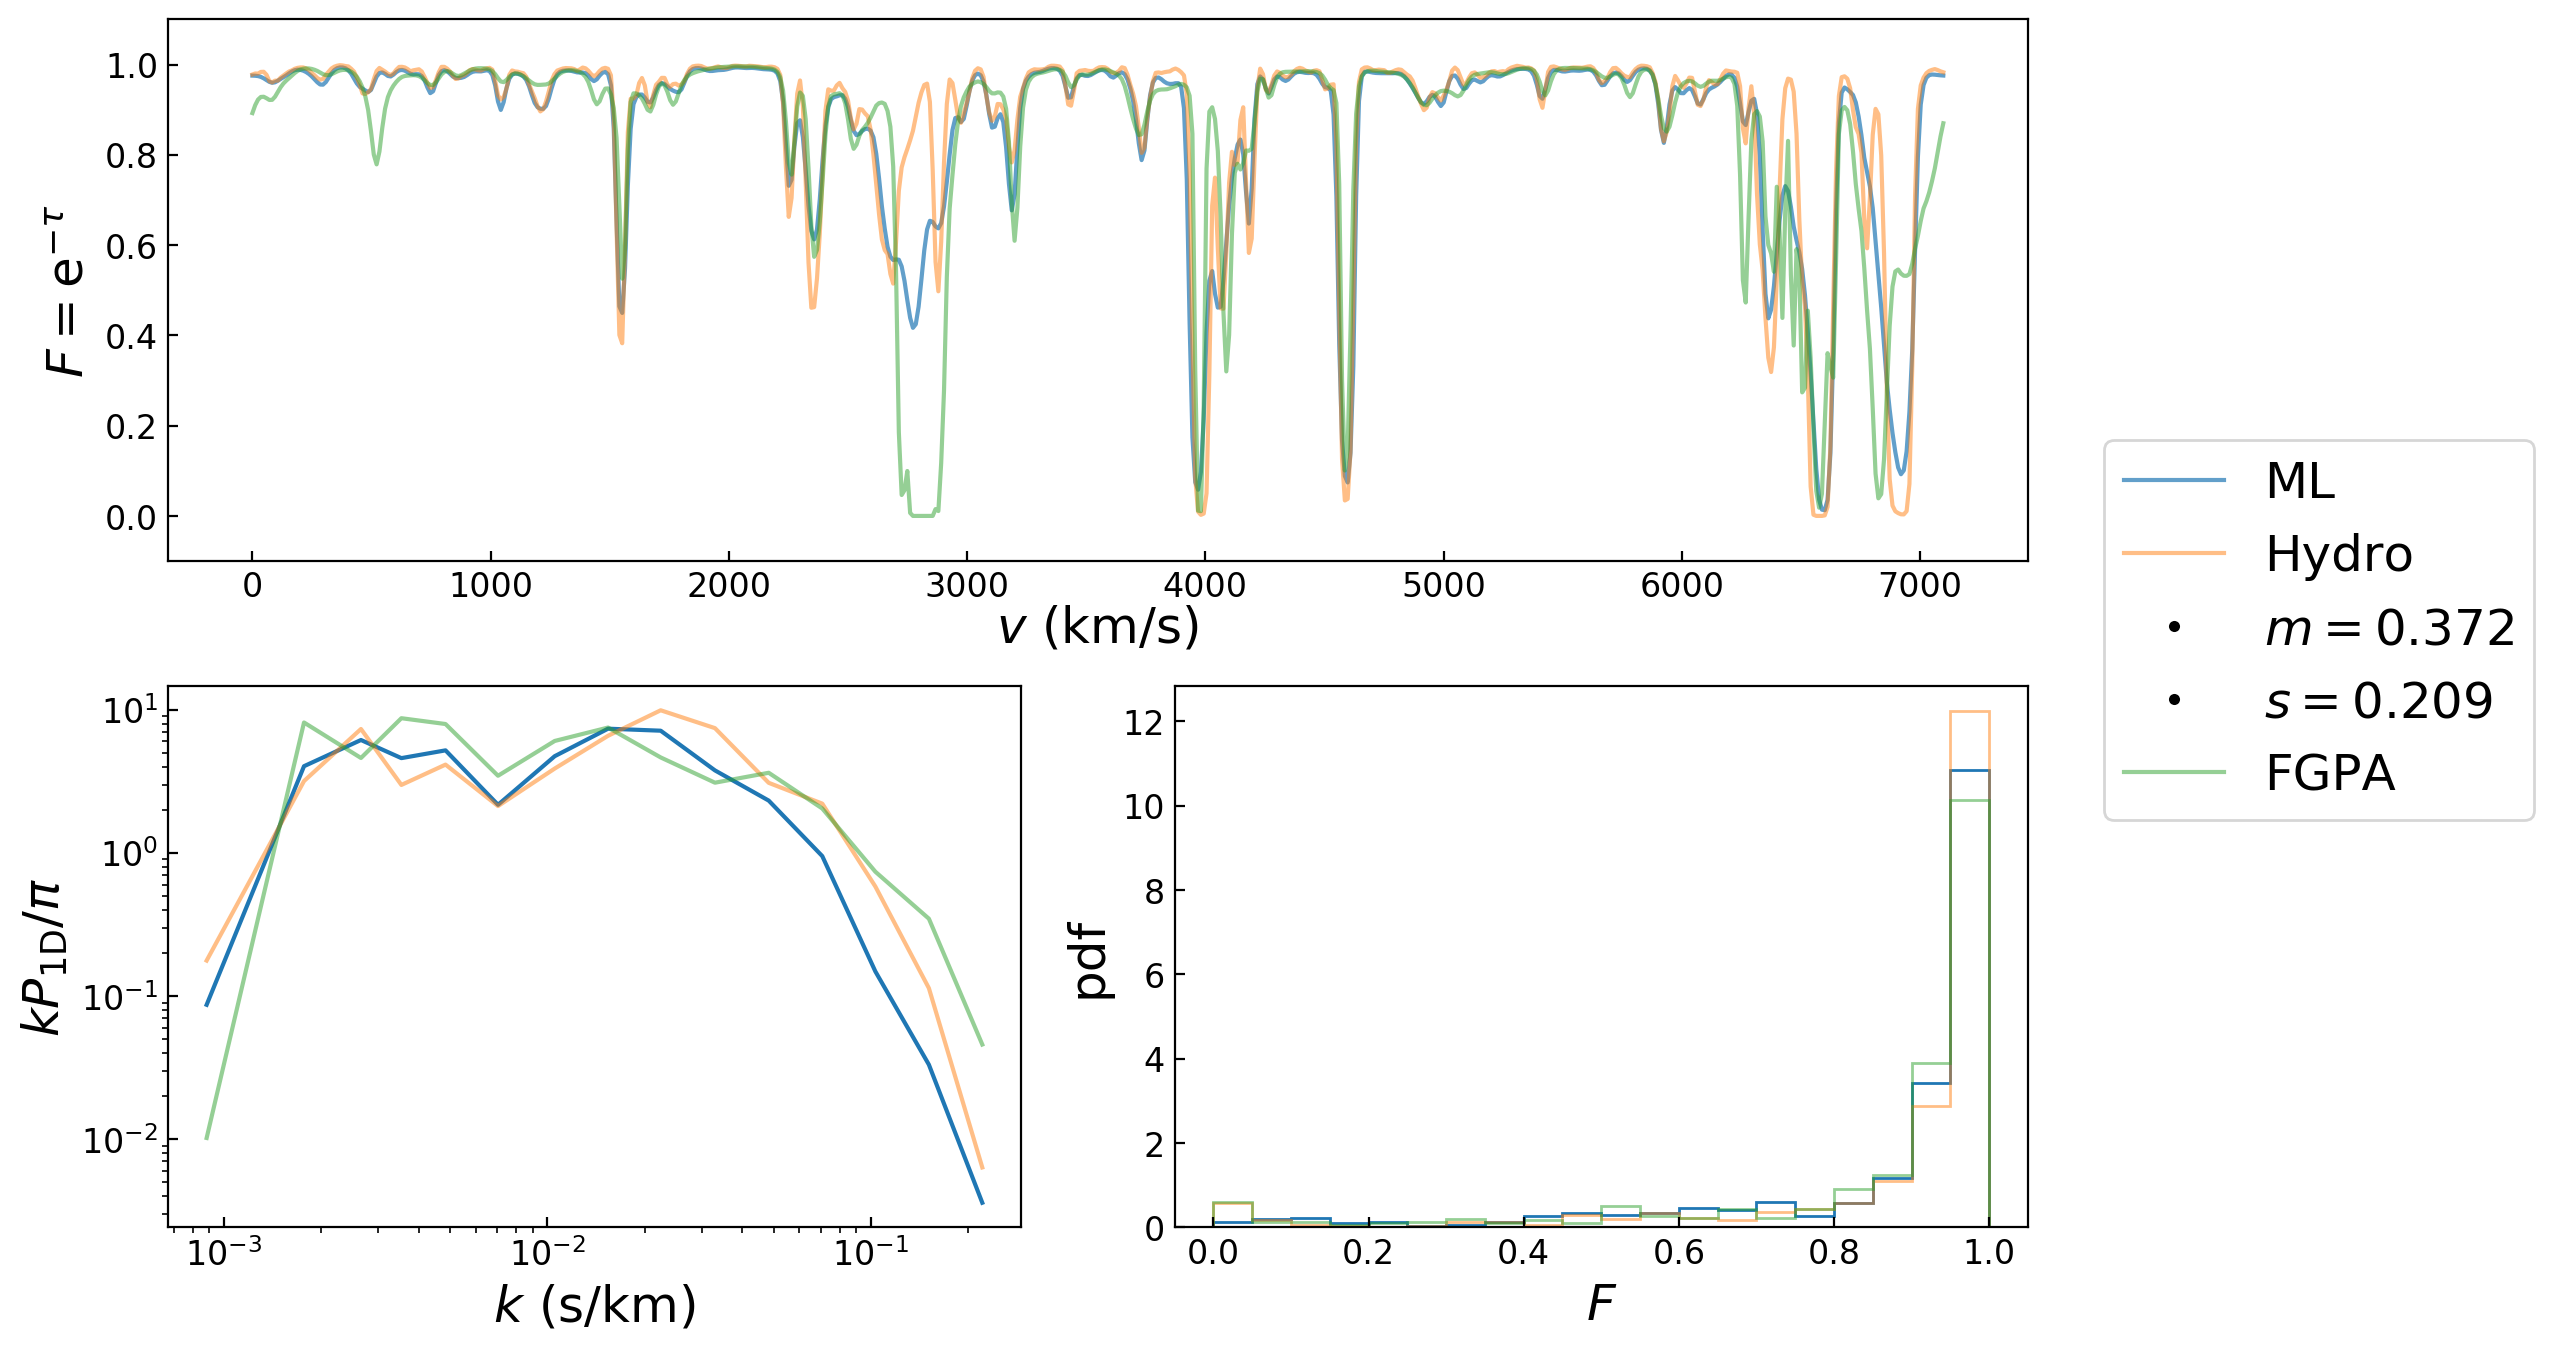 1.0
0.8
0.6
0.4
0.2
0.0
F = e^{−τ}
0 1000 2000 3000 4000 5000 6000 7000
v (km/s)
ML
Hydro
m = 0.372
s = 0.209
FGPA
10^1
10^0
10^{−1}
10^{−2}
kP_{1D}/π
10^{−3} 10^{−2} 10^{−1}
k (s/km)
12
10
8
6
4
2
0
pdf
0.0 0.2 0.4 0.6 0.8 1.0
F